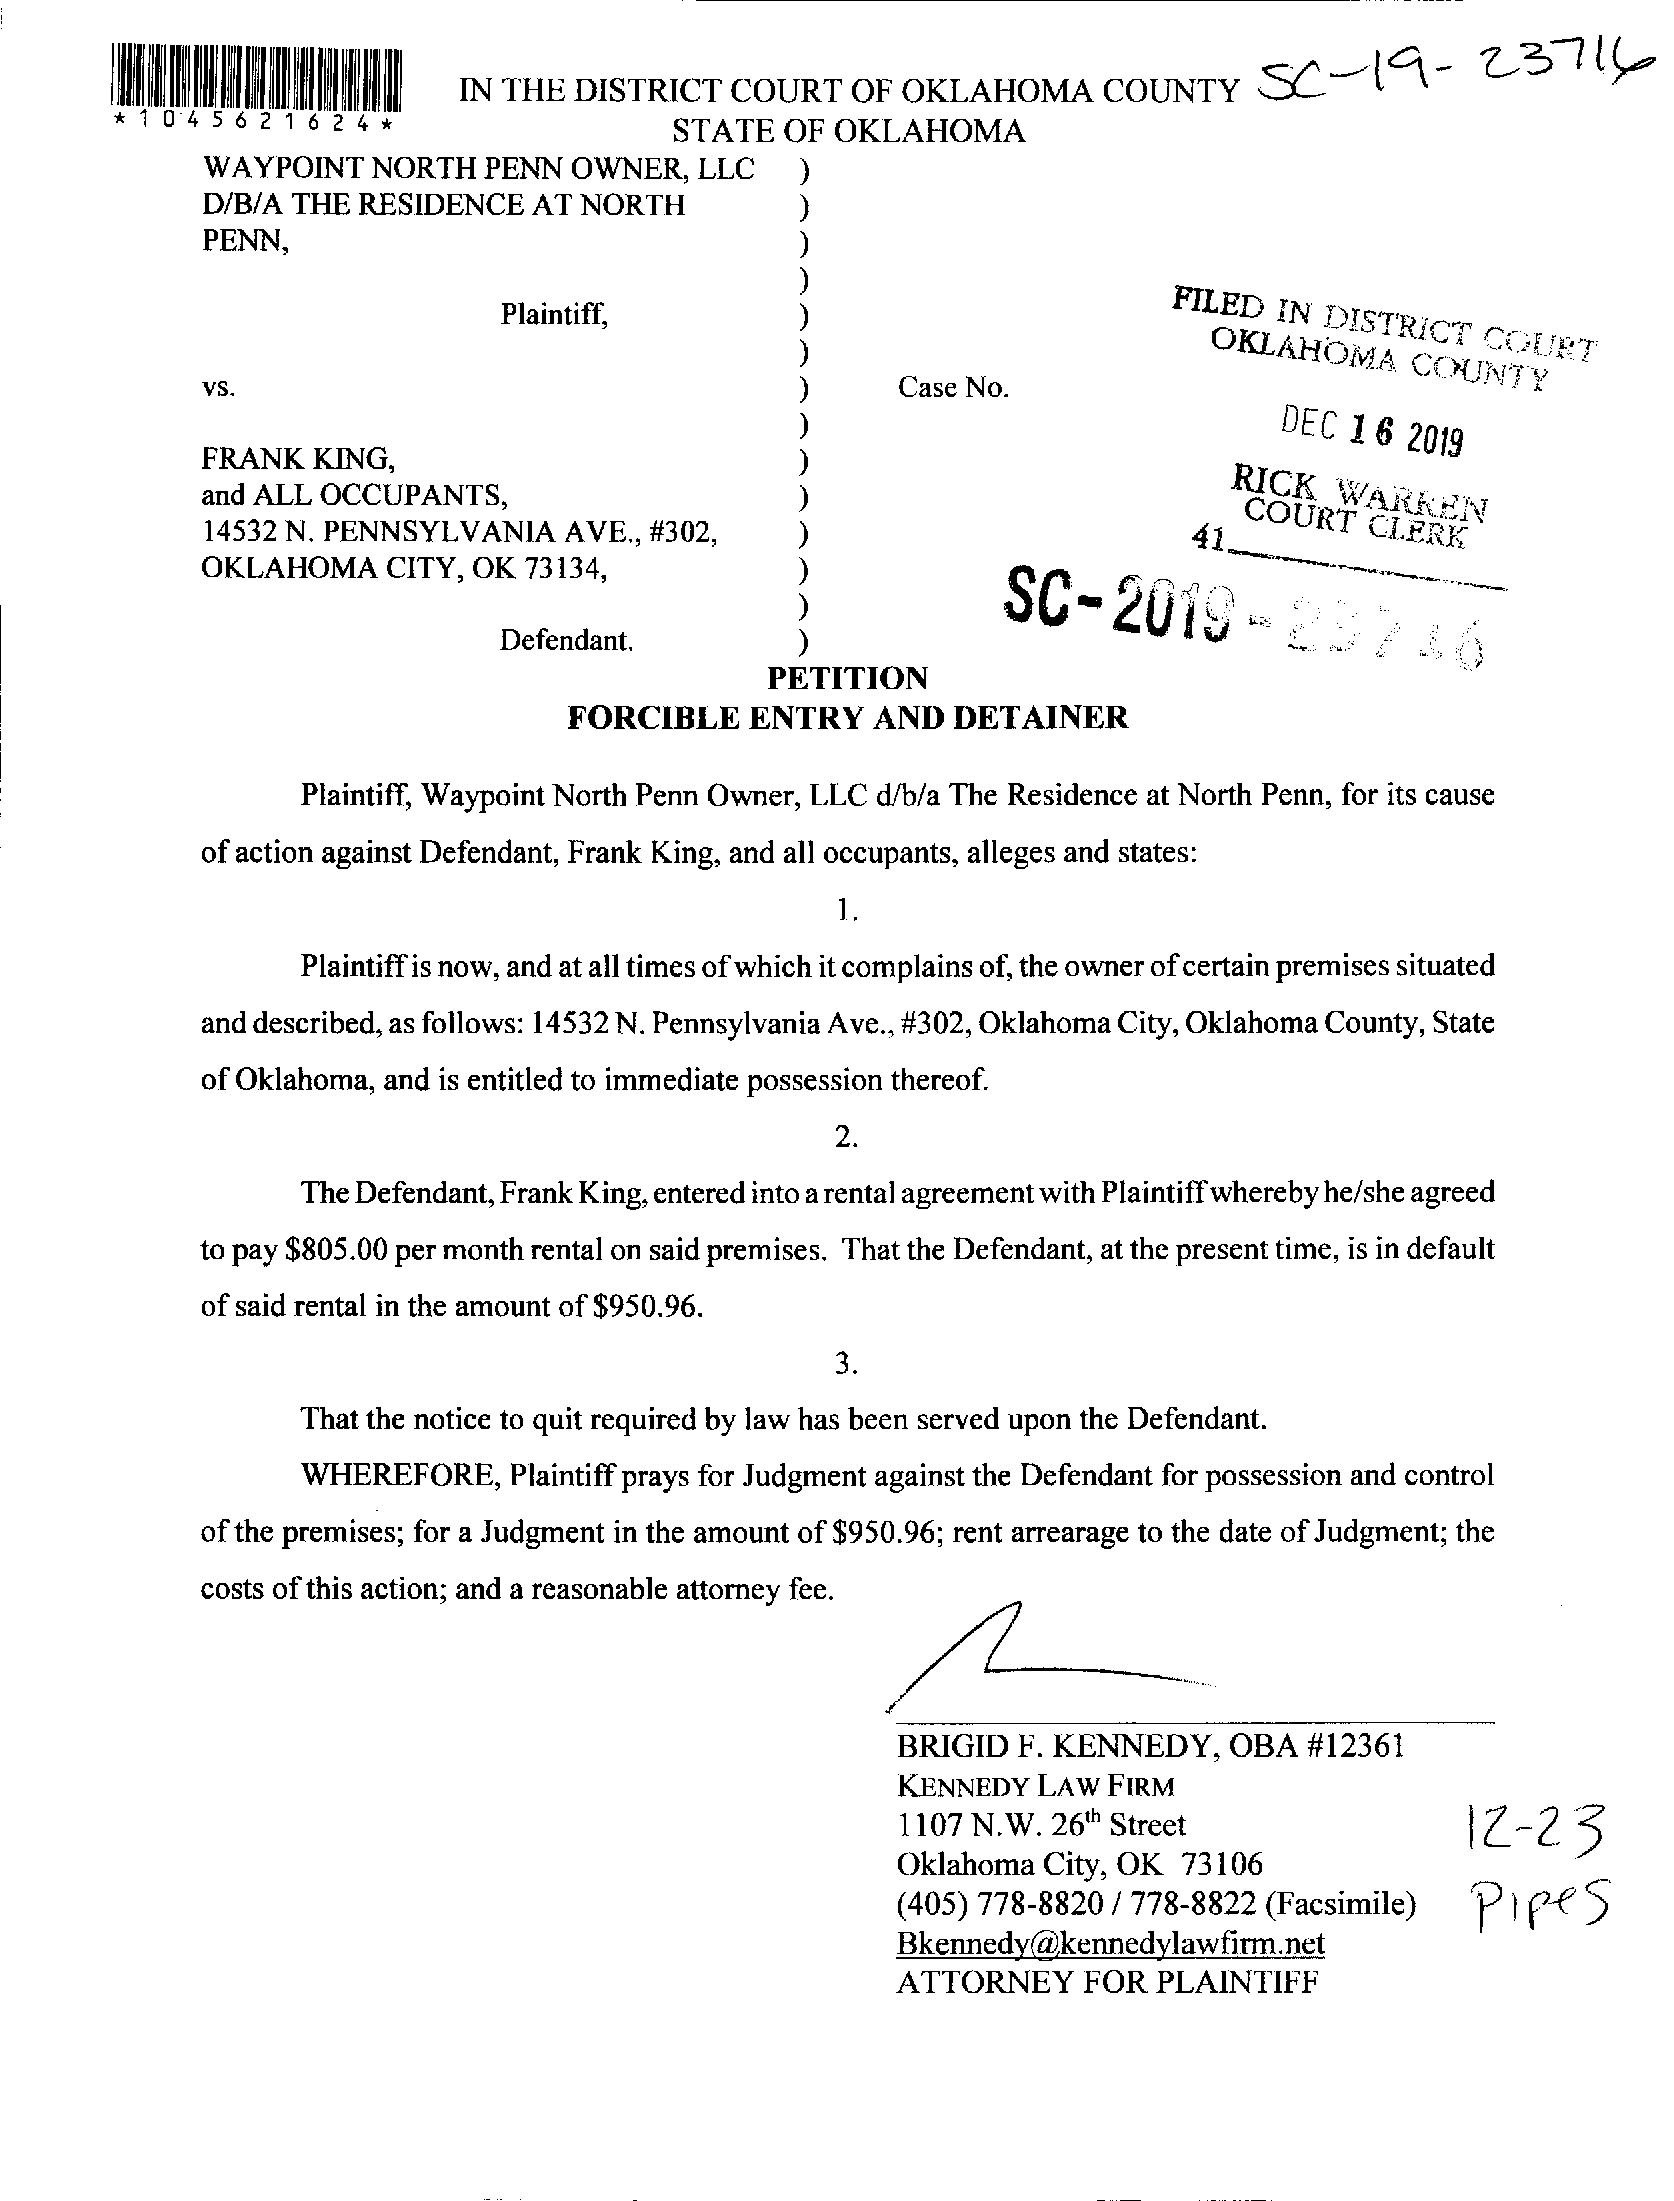 SC-19-23716
*1045621624*
IN THE DISTRICT COURT OF OKLAHOMA COUNTY
STATE OF OKLAHOMA
WAYPOINT NORTH PENN OWNER, LLC )
D/B/A THE RESIDENCE AT NORTH )
PENN, )
)
Plaintiff, )
)
vs. ) Case No.
)
FRANK KING, )
and ALL OCCUPANTS, )
14532 N. PENNSYLVANIA AVE., #302, )
OKLAHOMA CITY, OK 73134, )
)
Defendant. )
FILED IN DISTRICT COURT
OKLAHOMA COUNTY
DEC 16 2019
RICK WARREN
COURT CLERK
41
SC-2019-23716
PETITION
FORCIBLE ENTRY AND DETAINER
Plaintiff, Waypoint North Penn Owner, LLC d/b/a The Residence at North Penn, for its cause
of action against Defendant, Frank King, and all occupants, alleges and states:
1.
Plaintiff is now, and at all times of which it complains of, the owner of certain premises situated
and described, as follows: 14532 N. Pennsylvania Ave., #302, Oklahoma City, Oklahoma County, State
of Oklahoma, and is entitled to immediate possession thereof.
2.
The Defendant, Frank King, entered into a rental agreement with Plaintiff whereby he/she agreed
to pay $805.00 per month rental on said premises. That the Defendant, at the present time, is in default
of said rental in the amount of $950.96.
3.
That the notice to quit required by law has been served upon the Defendant.
WHEREFORE, Plaintiff prays for Judgment against the Defendant for possession and control
of the premises; for a Judgment in the amount of $950.96; rent arrearage to the date of Judgment; the
costs of this action; and a reasonable attorney fee.
BRIGID F. KENNEDY, OBA #12361
KENNEDY LAW FIRM
1107 N.W. 26th Street
Oklahoma City, OK 73106
(405) 778-8820 / 778-8822 (Facsimile)
Bkennedy@kennedylawfirm.net
ATTORNEY FOR PLAINTIFF
12-23
Pipes